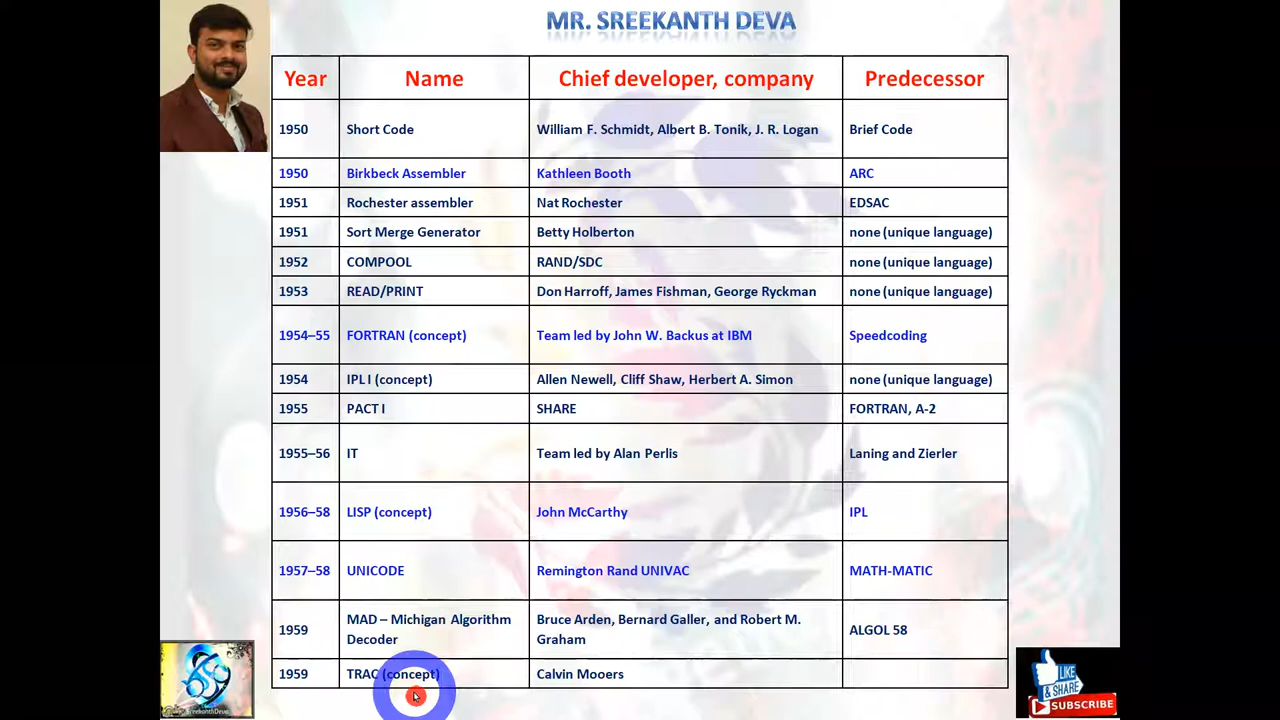 MR. SREEKANTH DEVA
Year Name Chief developer, company Predecessor
1950 Short Code William F. Schmidt, Albert B. Tonik, J. R. Logan Brief Code
1950 Birkbeck Assembler Kathleen Booth ARC
1951 Rochester assembler Nat Rochester EDSAC
1951 Sort Merge Generator Betty Holberton none (unique language)
1952 COMPOOL RAND/SDC none (unique language)
1953 READ/PRINT Don Harroff, James Fishman, George Ryckman none (unique language)
1954–55 FORTRAN (concept) Team led by John W. Backus at IBM Speedcoding
1954 IPL I (concept) Allen Newell, Cliff Shaw, Herbert A. Simon none (unique language)
1955 PACT I SHARE FORTRAN, A-2
1955–56 IT Team led by Alan Perlis Laning and Zierler
1956–58 LISP (concept) John McCarthy IPL
1957–58 UNICODE Remington Rand UNIVAC MATH-MATIC
1959 MAD – Michigan Algorithm Decoder Bruce Arden, Bernard Galler, and Robert M. Graham ALGOL 58
1959 TRAC (concept) Calvin Mooers
LIKE
& SHARE
SUBSCRIBE
SreekanthDeva